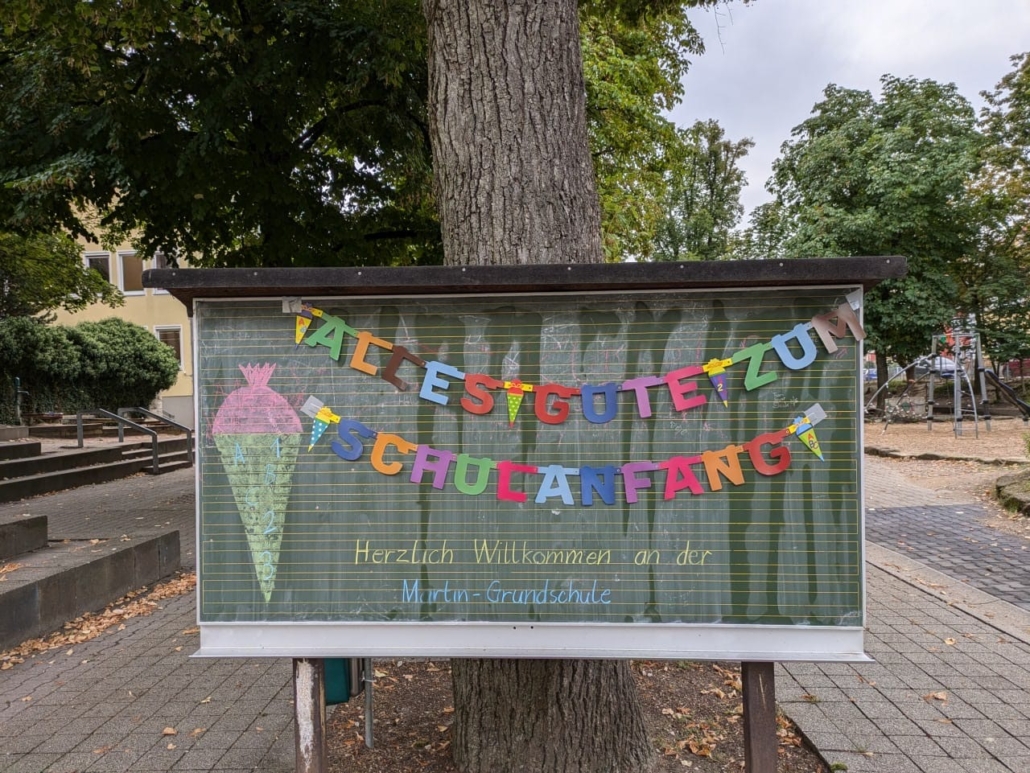 ALLES GUTE ZUM
SCHULANFANG
Herzlich Willkommen an der
Martin-Grundschule